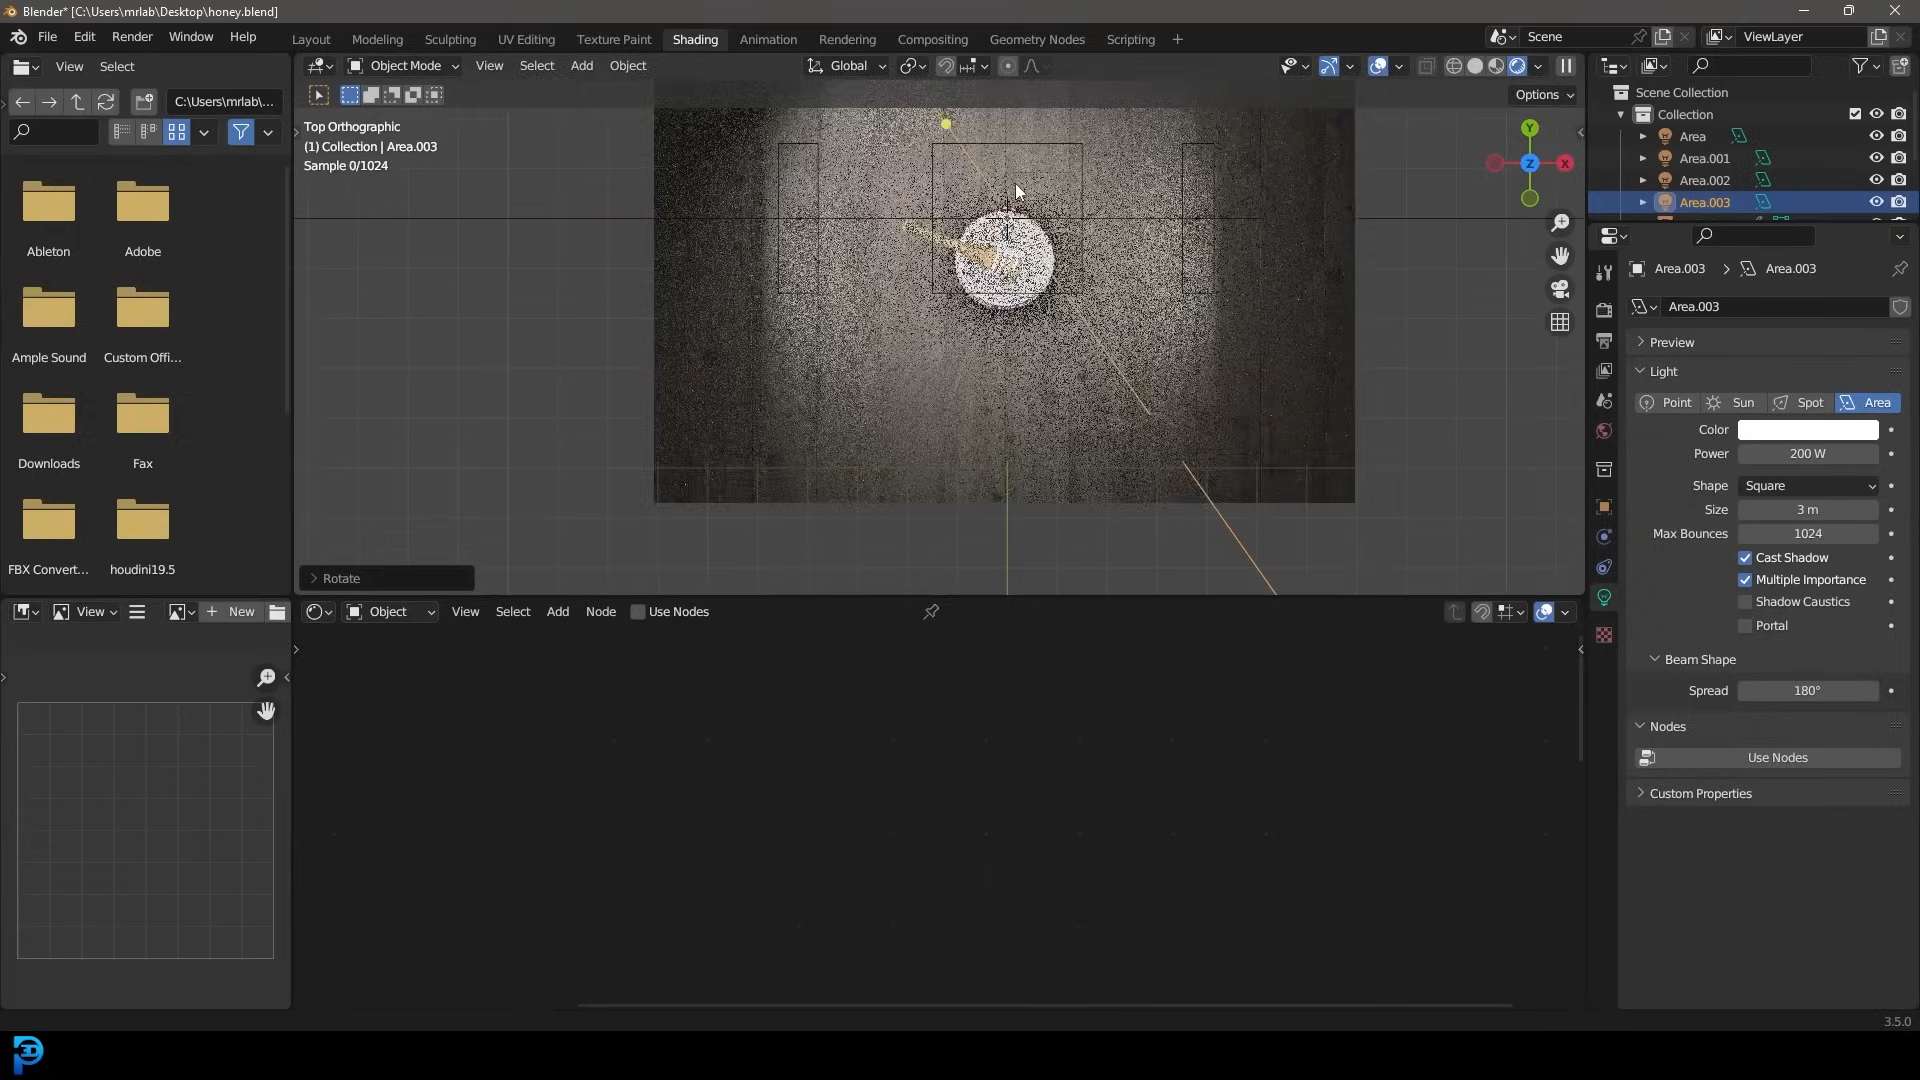 Blender* [C:\Users\mrlab\Desktop\honey.blend]
File Edit Render Window Help
Layout Modeling Sculpting UV Editing Texture Paint Shading Animation Rendering Compositing Geometry Nodes Scripting +
Scene
ViewLayer
View Select
Object Mode View Select Add Object
Global
C:\Users\mrlab\...
Options
Top Orthographic
(1) Collection | Area.003
Sample 0/1024
Y
Z
X
Ableton
Adobe
Ample Sound
Custom Offi...
Downloads
Fax
FBX Convert...
houdini19.5
Rotate
View
New
Object View Select Add Node Use Nodes
Scene Collection
Collection
Area
Area.001
Area.002
Area.003
Area.003 > Area.003
Area.003
Preview
Light
Point Sun Spot Area
Color
Power 200 W
Shape Square
Size 3 m
Max Bounces 1024
Cast Shadow
Multiple Importance
Shadow Caustics
Portal
Beam Shape
Spread 180°
Nodes
Use Nodes
Custom Properties
3.5.0
3D